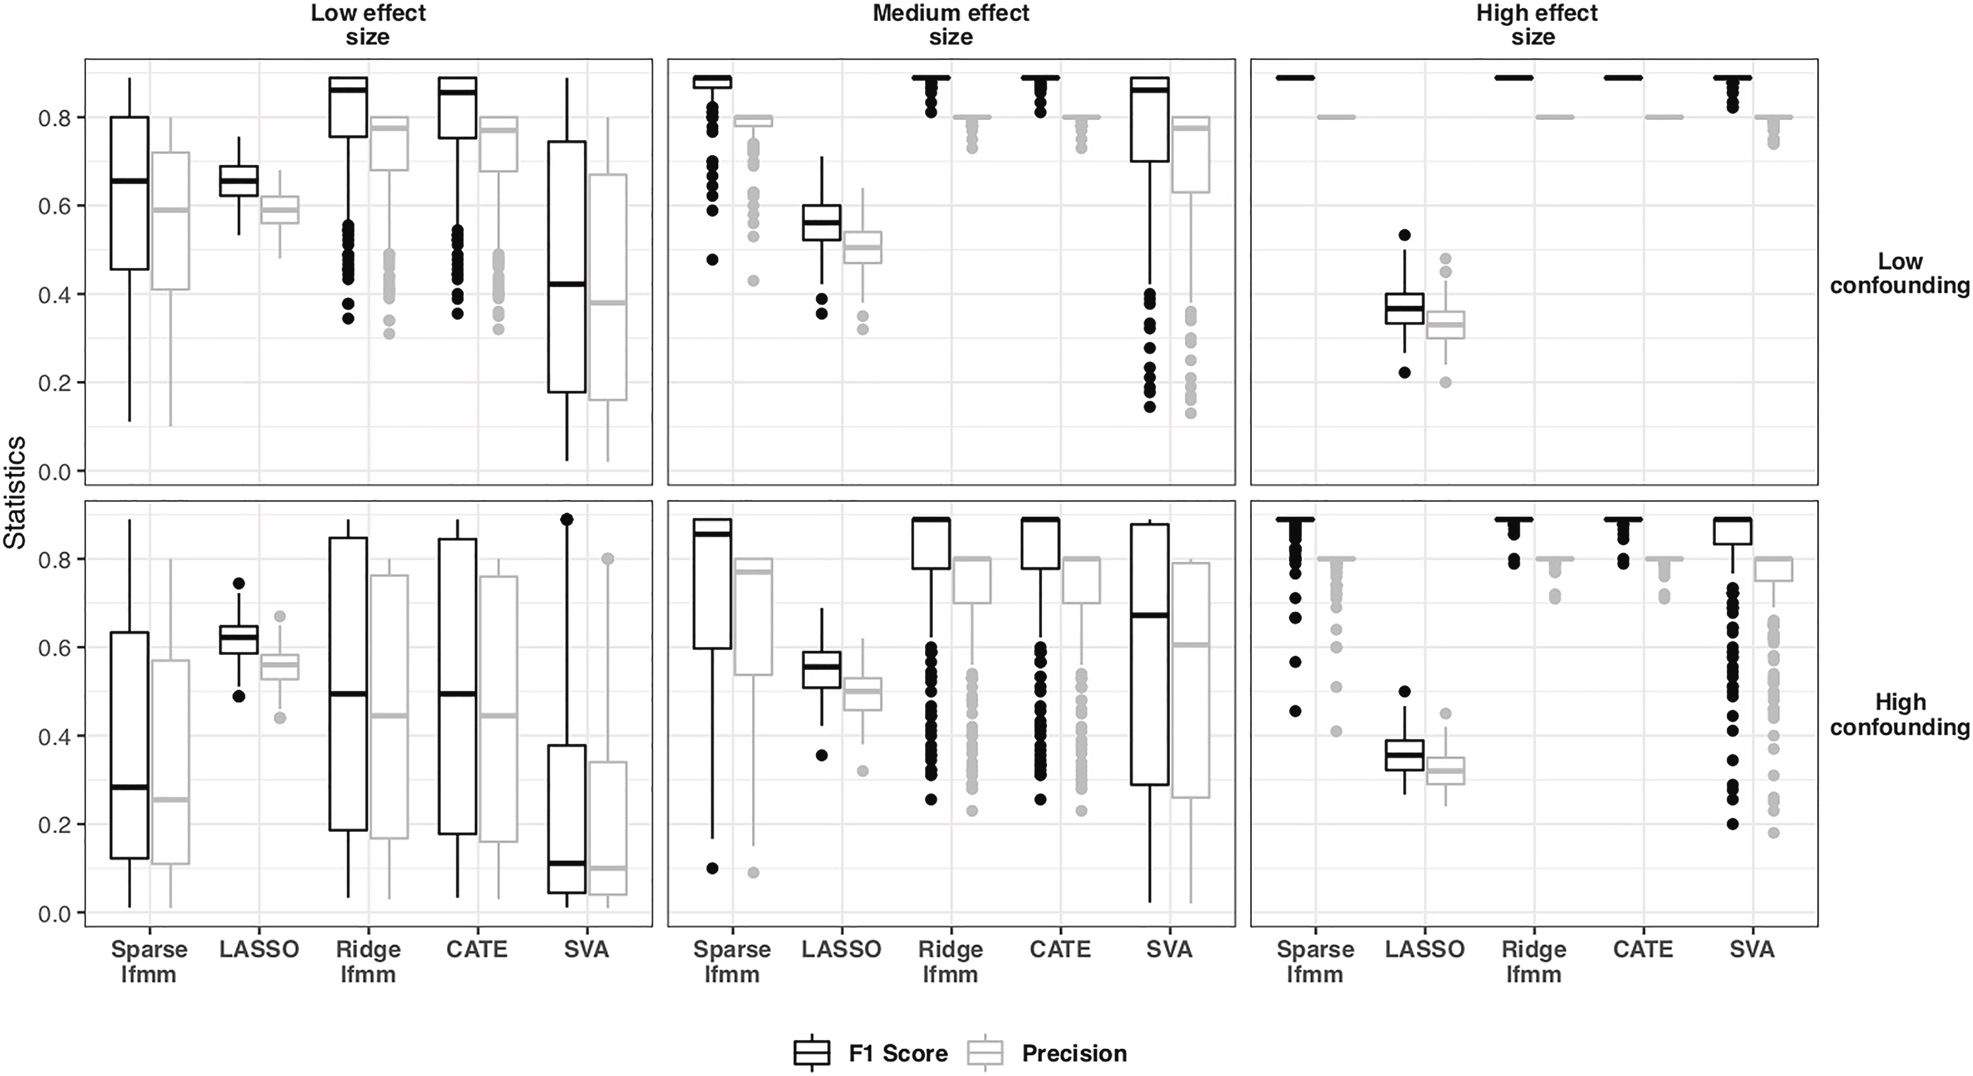 Low effect
size
Medium effect
size
High effect
size
Statistics
0.8
0.6
0.4
0.2
0.0
Low
confounding
0.8
0.6
0.4
0.2
0.0
High
confounding
Sparse
lfmm
LASSO
Ridge
lfmm
CATE
SVA
Sparse
lfmm
LASSO
Ridge
lfmm
CATE
SVA
Sparse
lfmm
LASSO
Ridge
lfmm
CATE
SVA
F1 Score
Precision